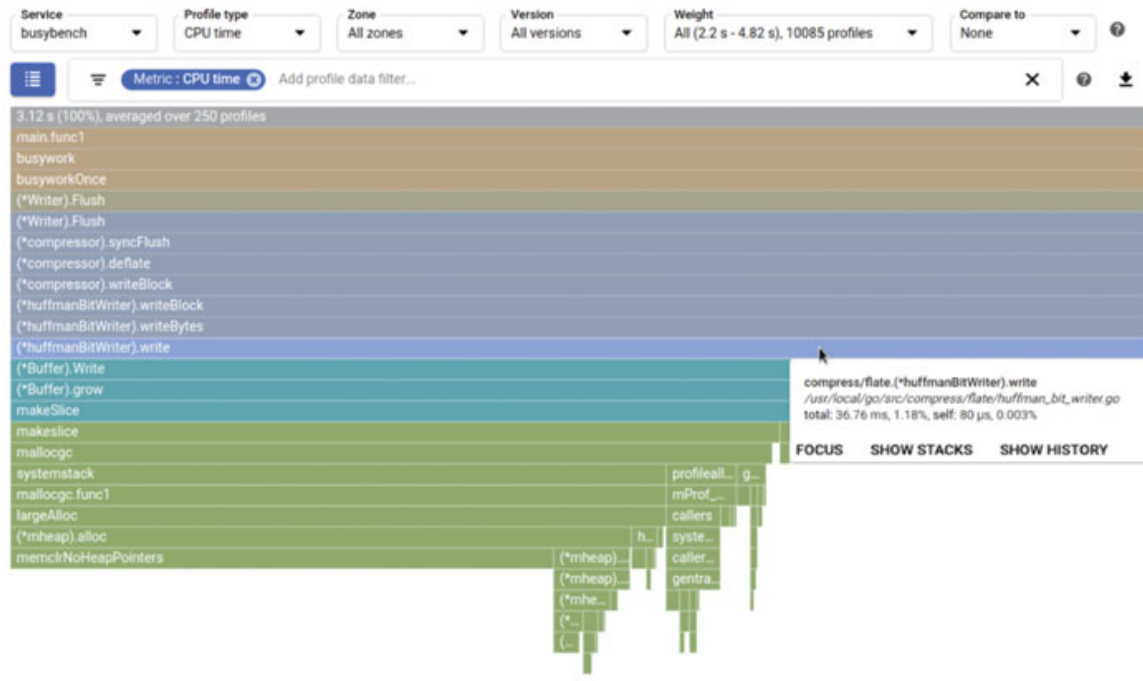 Service Profile type Zone Version Weight Compare to
busybench CPU time All zones All versions All (2.2 s - 4.82 s), 10085 profiles None
Metric : CPU time Add profile data filter...
3.12 s (100%), averaged over 250 profiles
main.func1
busywork
busyworkOnce
(*Writer).Flush
(*Writer).Flush
(*compressor).syncFlush
(*compressor).deflate
(*compressor).writeBlock
(*huffmanBitWriter).writeBlock
(*huffmanBitWriter).writeBytes
(*huffmanBitWriter).write
(*Buffer).Write
(*Buffer).grow
makeSlice
makeslice
mallocgc
systemstack profileall... g...
mallocgc.func1 mProf_...
largeAlloc callers
(*mheap).alloc h... syste...
memclrNoHeapPointers (*mheap)... caller...
(*mheap)... gentra...
(*mhe...
(*...
(...
compress/flate.(*huffmanBitWriter).write
/usr/local/go/src/compress/flate/huffman_bit_writer.go
total: 36.76 ms, 1.18%, self: 80 µs, 0.003%
FOCUS SHOW STACKS SHOW HISTORY